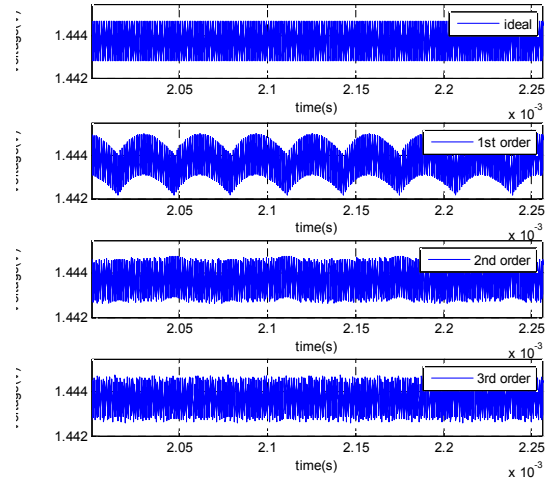 ideal
1.444
1.442
2.05 2.1 2.15 2.2 2.25
time(s)
x 10⁻³
1st order
1.444
1.442
2.05 2.1 2.15 2.2 2.25
time(s)
x 10⁻³
2nd order
1.444
1.442
2.05 2.1 2.15 2.2 2.25
time(s)
x 10⁻³
3rd order
1.444
1.442
2.05 2.1 2.15 2.2 2.25
time(s)
x 10⁻³